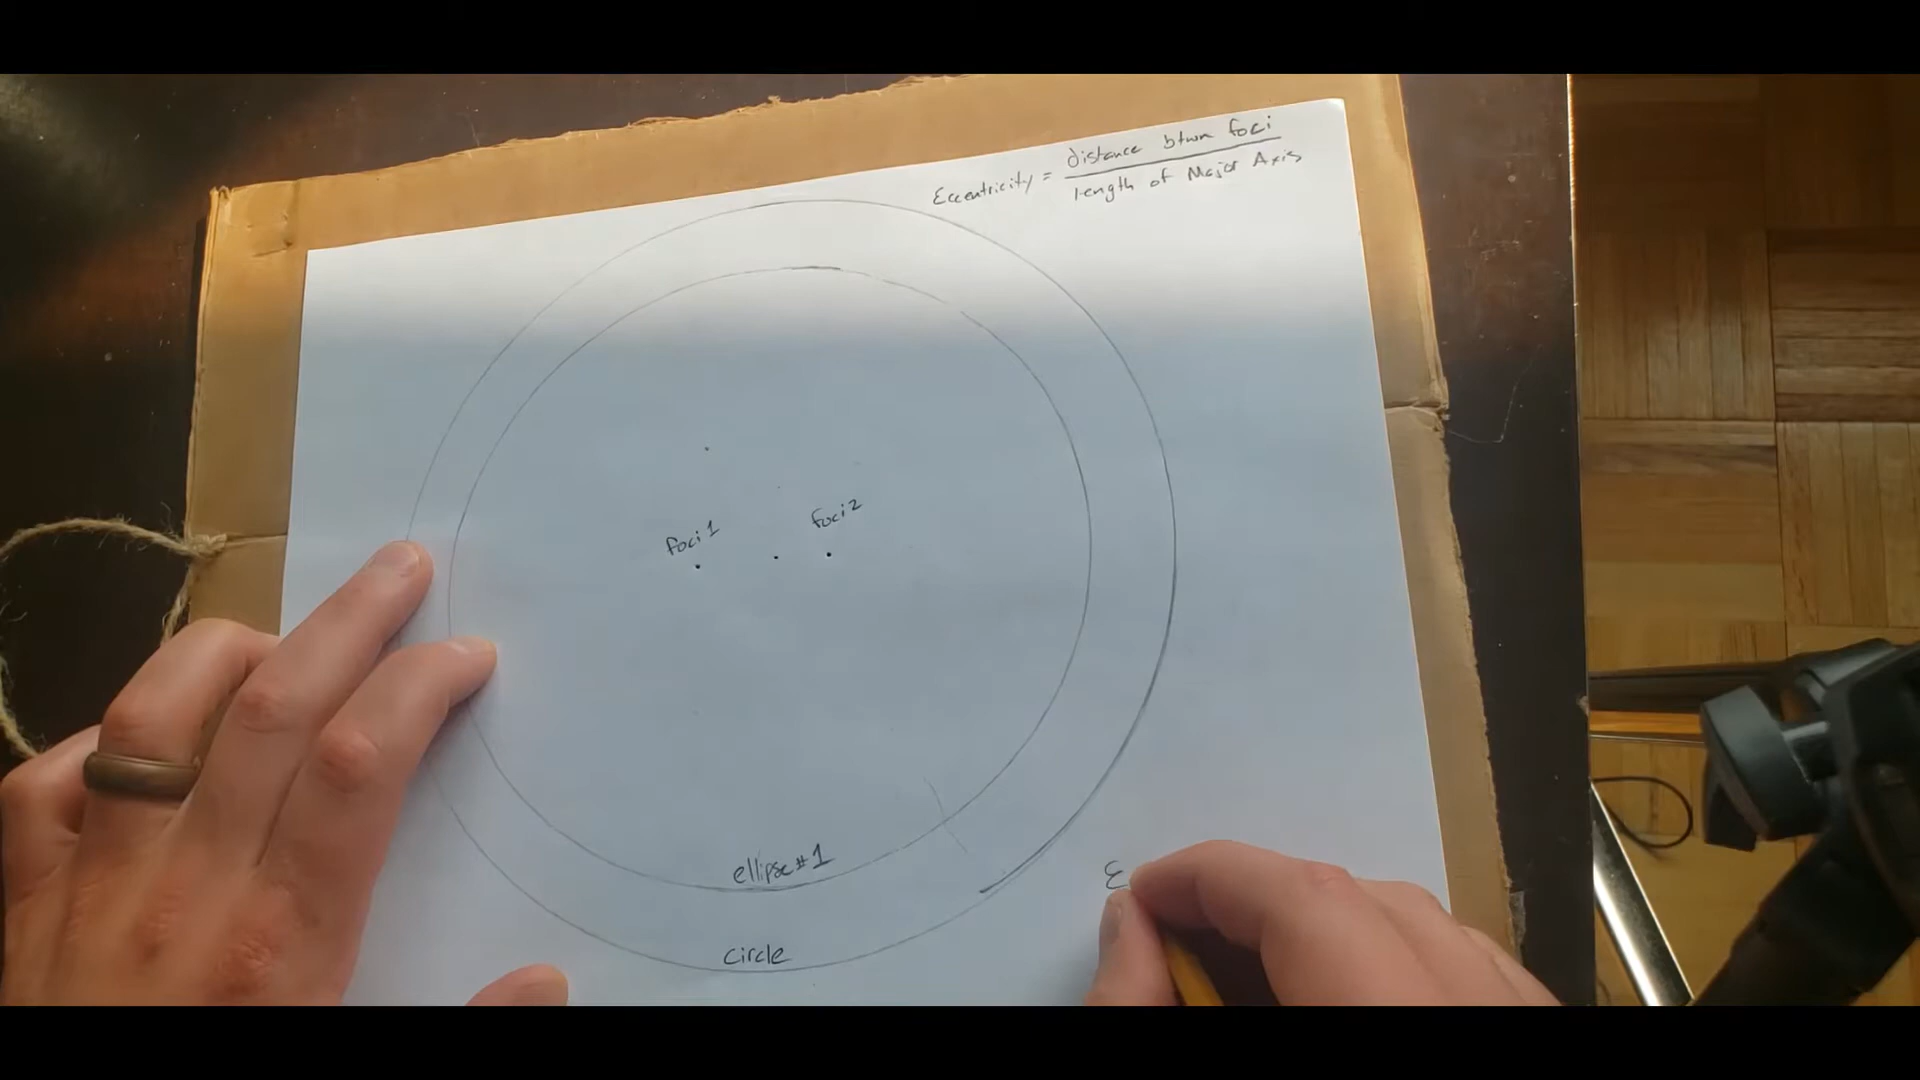 Eccentricity = distance btwn foci
length of Major Axis
foci 1
foci 2
ellipse #1
circle
E